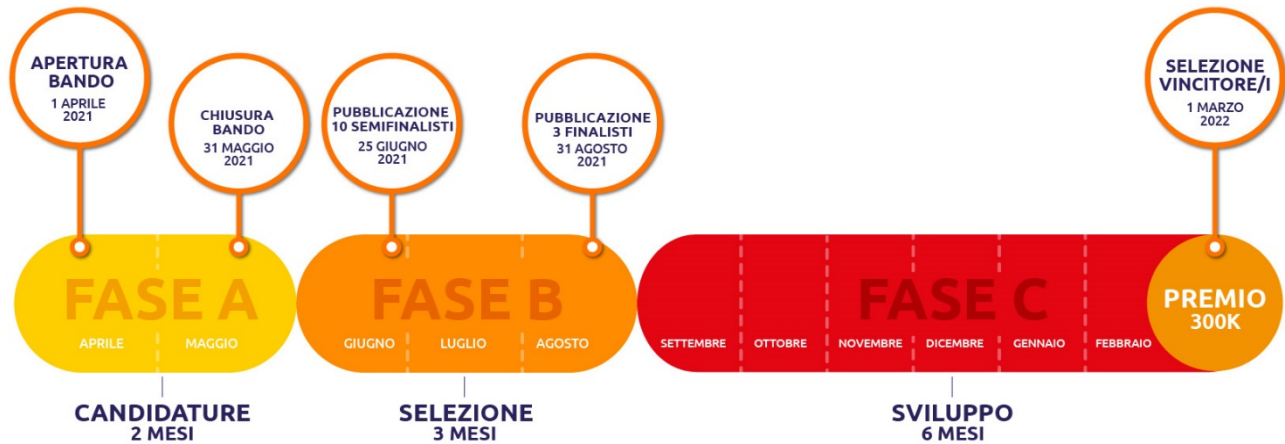 APERTURA
BANDO
1 APRILE
2021
CHIUSURA
BANDO
31 MAGGIO
2021
PUBBLICAZIONE
10 SEMIFINALISTI
25 GIUGNO
2021
PUBBLICAZIONE
3 FINALISTI
31 AGOSTO
2021
SELEZIONE
VINCITORE/I
1 MARZO
2022
FASE A
APRILE
MAGGIO
FASE B
GIUGNO
LUGLIO
AGOSTO
FASE C
SETTEMBRE
OTTOBRE
NOVEMBRE
DICEMBRE
GENNAIO
FEBBRAIO
PREMIO
300K
CANDIDATURE
2 MESI
SELEZIONE
3 MESI
SVILUPPO
6 MESI